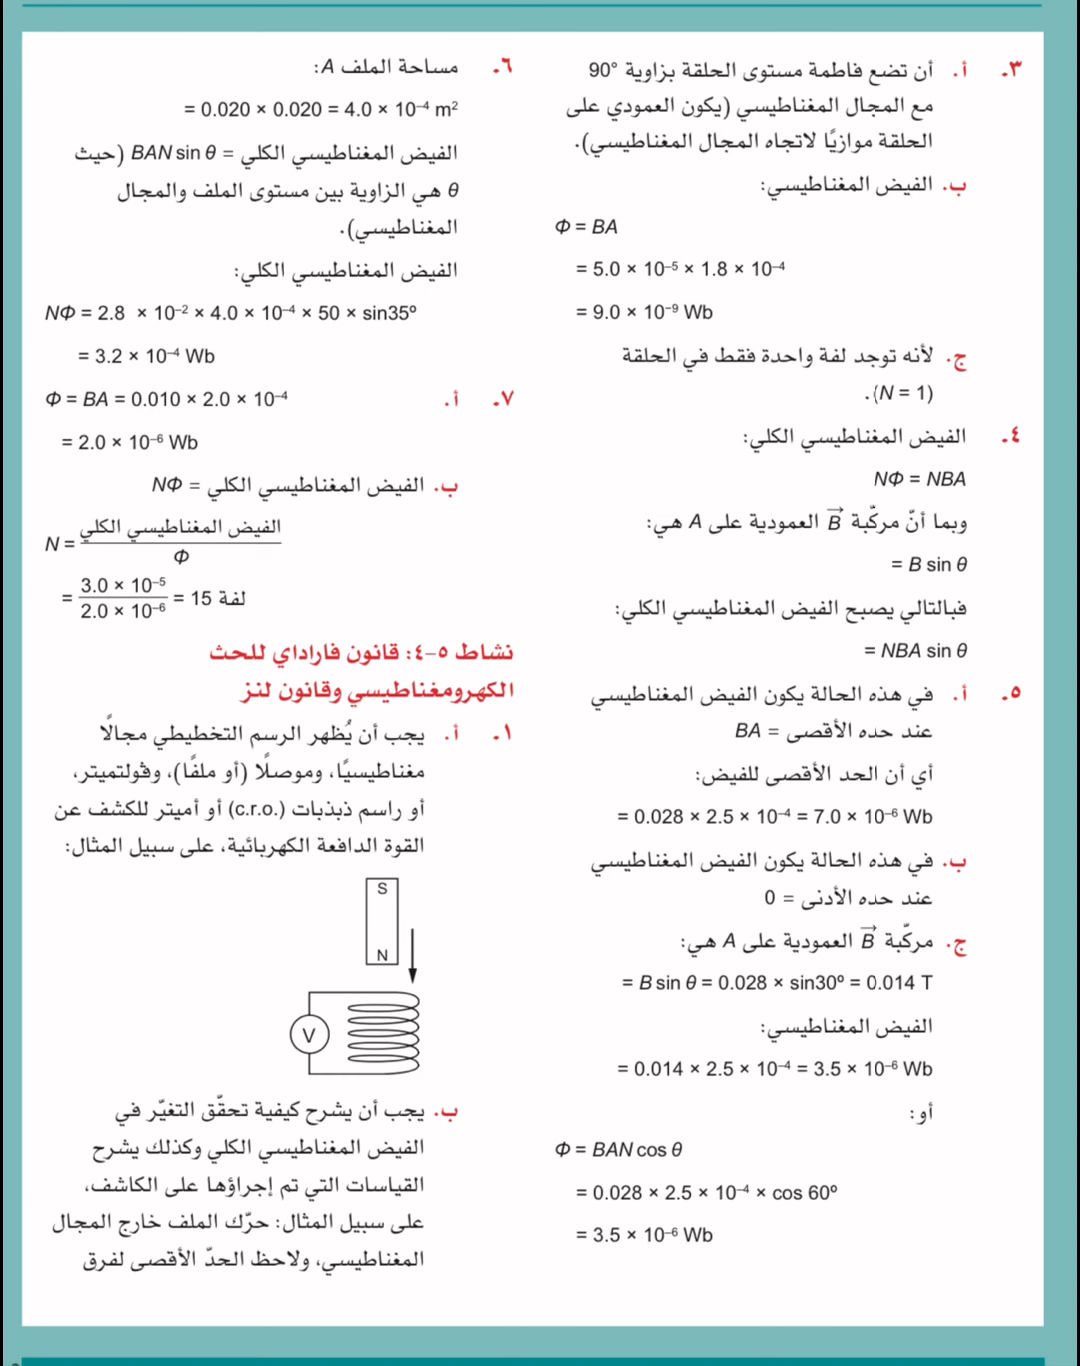 ٣. أ. أن تضع فاطمة مستوى الحلقة بزاوية 90°
مع المجال المغناطيسي (يكون العمودي على
الحلقة موازيًا لاتجاه المجال المغناطيسي).
ب. الفيض المغناطيسي:
Φ = BA
= 5.0 × 10⁻⁵ × 1.8 × 10⁻⁴
= 9.0 × 10⁻⁹ Wb
ج. لأنه توجد لفة واحدة فقط في الحلقة
(N = 1).
٤. الفيض المغناطيسي الكلي:
NΦ = NBA
وبما أنّ مركّبة B⃗ العمودية على A هي:
= B sin θ
فبالتالي يصبح الفيض المغناطيسي الكلي:
= NBA sin θ
٥. أ. في هذه الحالة يكون الفيض المغناطيسي
عند حده الأقصى = BA
أي أن الحد الأقصى للفيض:
= 0.028 × 2.5 × 10⁻⁴ = 7.0 × 10⁻⁶ Wb
ب. في هذه الحالة يكون الفيض المغناطيسي
عند حده الأدنى = 0
ج. مركّبة B⃗ العمودية على A هي:
= B sin θ = 0.028 × sin30º = 0.014 T
الفيض المغناطيسي:
= 0.014 × 2.5 × 10⁻⁴ = 3.5 × 10⁻⁶ Wb
أو:
Φ = BAN cos θ
= 0.028 × 2.5 × 10⁻⁴ × cos 60º
= 3.5 × 10⁻⁶ Wb
٦. مساحة الملف A:
= 0.020 × 0.020 = 4.0 × 10⁻⁴ m²
الفيض المغناطيسي الكلي = BAN sin θ (حيث
θ هي الزاوية بين مستوى الملف والمجال
المغناطيسي).
الفيض المغناطيسي الكلي:
NΦ = 2.8 × 10⁻² × 4.0 × 10⁻⁴ × 50 × sin35º
= 3.2 × 10⁻⁴ Wb
٧. أ. Φ = BA = 0.010 × 2.0 × 10⁻⁴
= 2.0 × 10⁻⁶ Wb
ب. الفيض المغناطيسي الكلي = NΦ
N = الفيض المغناطيسي الكلي / Φ
= 3.0 × 10⁻⁵ / 2.0 × 10⁻⁶ = 15 لفة
نشاط ٥-٤: قانون فاراداي للحث
الكهرومغناطيسي وقانون لنز
١. أ. يجب أن يُظهر الرسم التخطيطي مجالًا
مغناطيسيًا، وموصلًا (أو ملفًا)، وڤولتميتر،
أو راسم ذبذبات (c.r.o.) أو أميتر للكشف عن
القوة الدافعة الكهربائية، على سبيل المثال:
S
N
V
ب. يجب أن يشرح كيفية تحقّق التغيّر في
الفيض المغناطيسي الكلي وكذلك يشرح
القياسات التي تم إجراؤها على الكاشف،
على سبيل المثال: حرّك الملف خارج المجال
المغناطيسي، ولاحظ الحدّ الأقصى لفرق